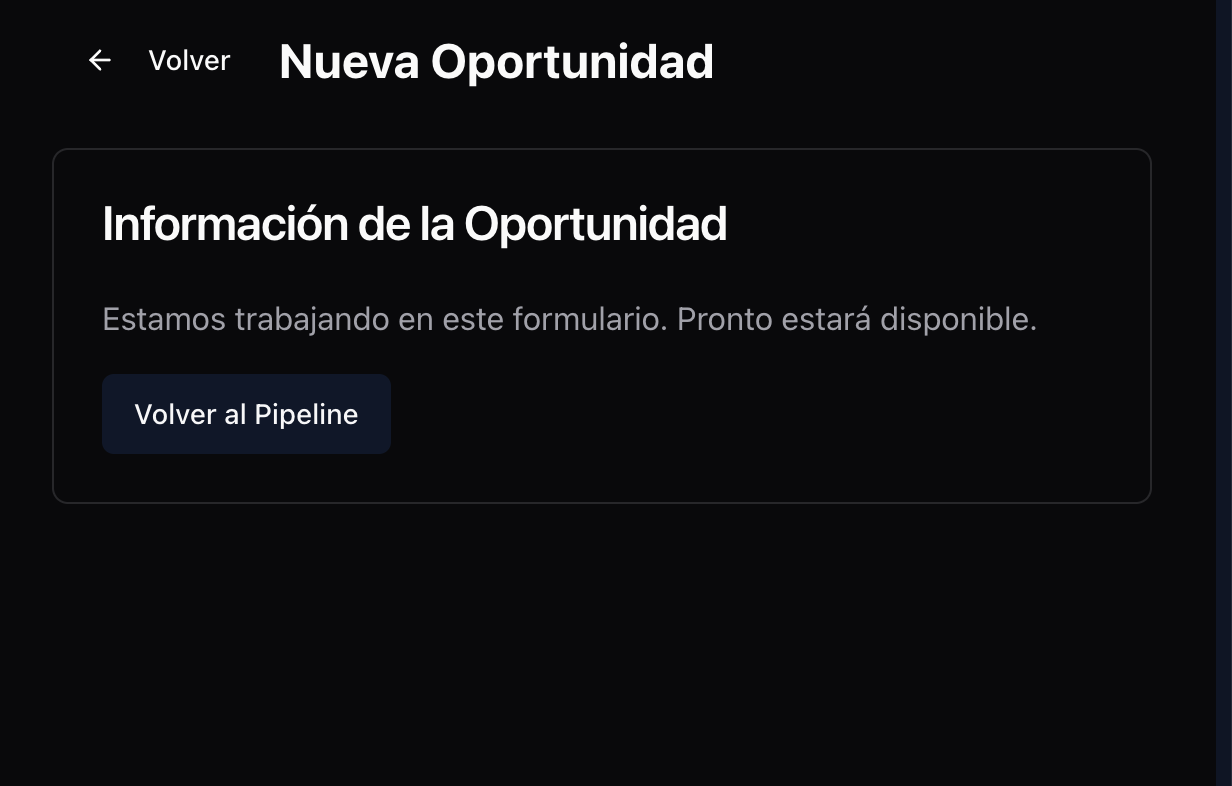 Volver
Nueva Oportunidad
Información de la Oportunidad
Estamos trabajando en este formulario. Pronto estará disponible.
Volver al Pipeline